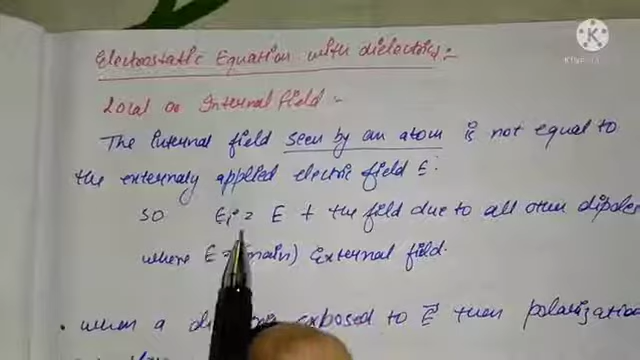 Electrostatic Equation with dielectrics:-
KINEMASTER
Local or Internal field -
The internal field seen by an atom is not equal to
the externaly applied electric field E.
so Ei = E + the field due to all other dipoles
where E = (main) External field.
• when a exposed to E then polarization